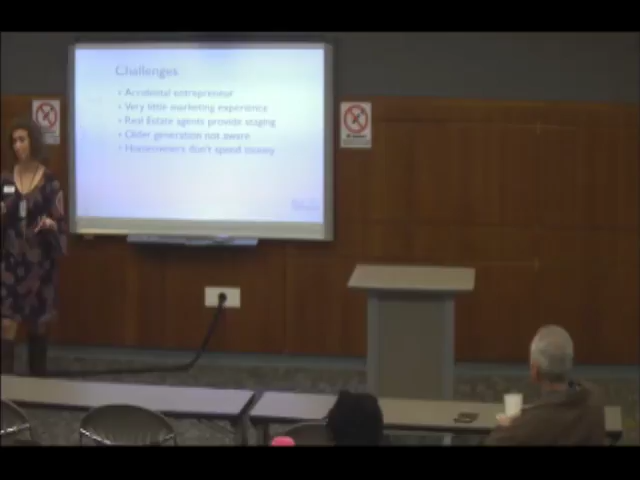 Challenges
• Accidental entrepreneur
• Very little marketing experience
• Real Estate agents provide staging
• Older generation not aware
• Homeowners don't spend money